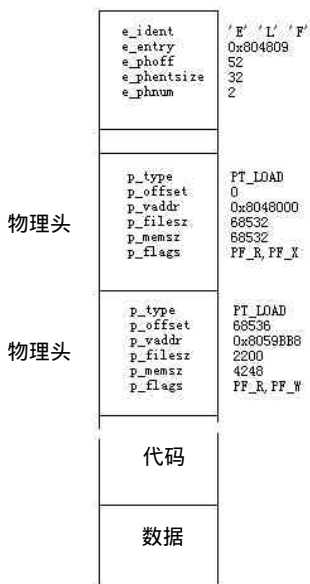 e_ident 'E' 'L' 'F'
e_entry 0x804809
e_phoff 52
e_phentsize 32
e_phnum 2
物理头
p_type PT_LOAD
p_offset 0
p_vaddr 0x8048000
p_filesz 68532
p_memsz 68532
p_flags PF_R,PF_X
物理头
p_type PT_LOAD
p_offset 68536
p_vaddr 0x8059BB8
p_filesz 2200
p_memsz 4248
p_flags PF_R,PF_W
代码
数据